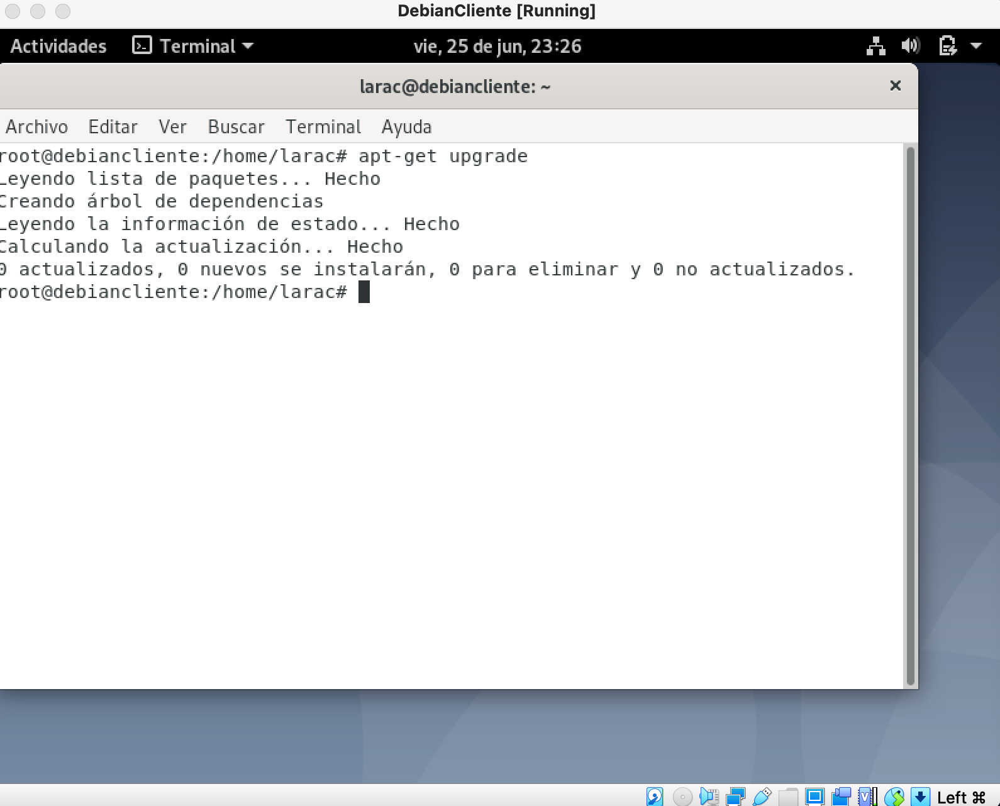 DebianCliente [Running]
Actividades Terminal vie, 25 de jun, 23:26
larac@debiancliente: ~
Archivo Editar Ver Buscar Terminal Ayuda
root@debiancliente:/home/larac# apt-get upgrade
Leyendo lista de paquetes... Hecho
Creando árbol de dependencias
Leyendo la información de estado... Hecho
Calculando la actualización... Hecho
0 actualizados, 0 nuevos se instalarán, 0 para eliminar y 0 no actualizados.
root@debiancliente:/home/larac#
Left ⌘